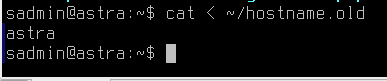 sadmin@astra:~$ cat < ~/hostname.old
astra
sadmin@astra:~$